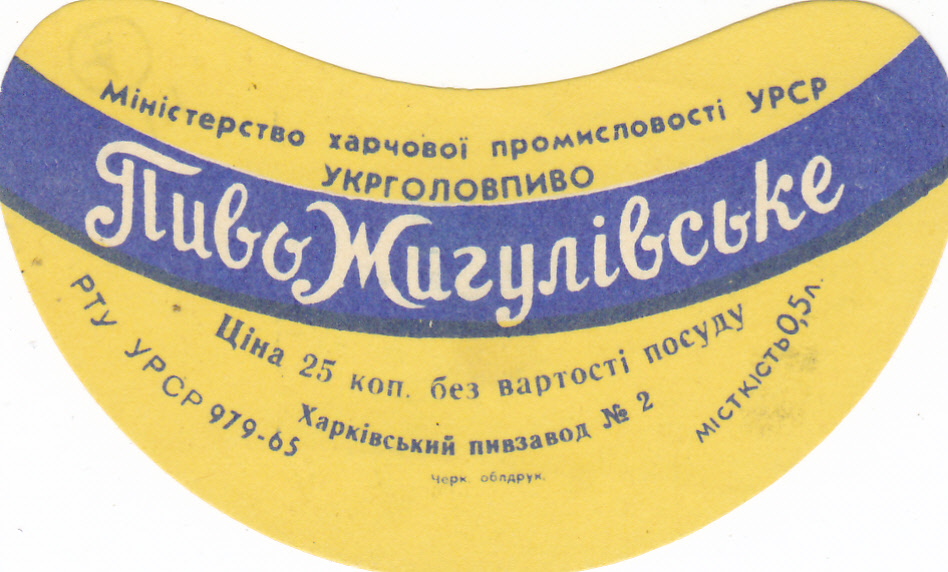 Міністерство харчової промисловості УРСР
УКРГОЛОВПИВО
Пиво Жигулівське
Ціна 25 коп. без вартості посуду
РТУ УРСР 979-65
місткість 0,5л.
Харківський пивзавод № 2
Черк. облдрук.